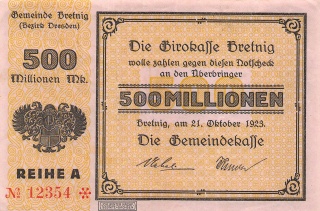 Gemeinde Bretnig
(Bezirk Dresden)
500
Millionen Mk.
REIHE A
№ 12354 *
Die Girokasse Bretnig
wolle zahlen gegen diesen Notscheck
an den Überbringer
500 MILLIONEN
Bretnig, am 21. Oktober 1923.
Die Gemeindekasse